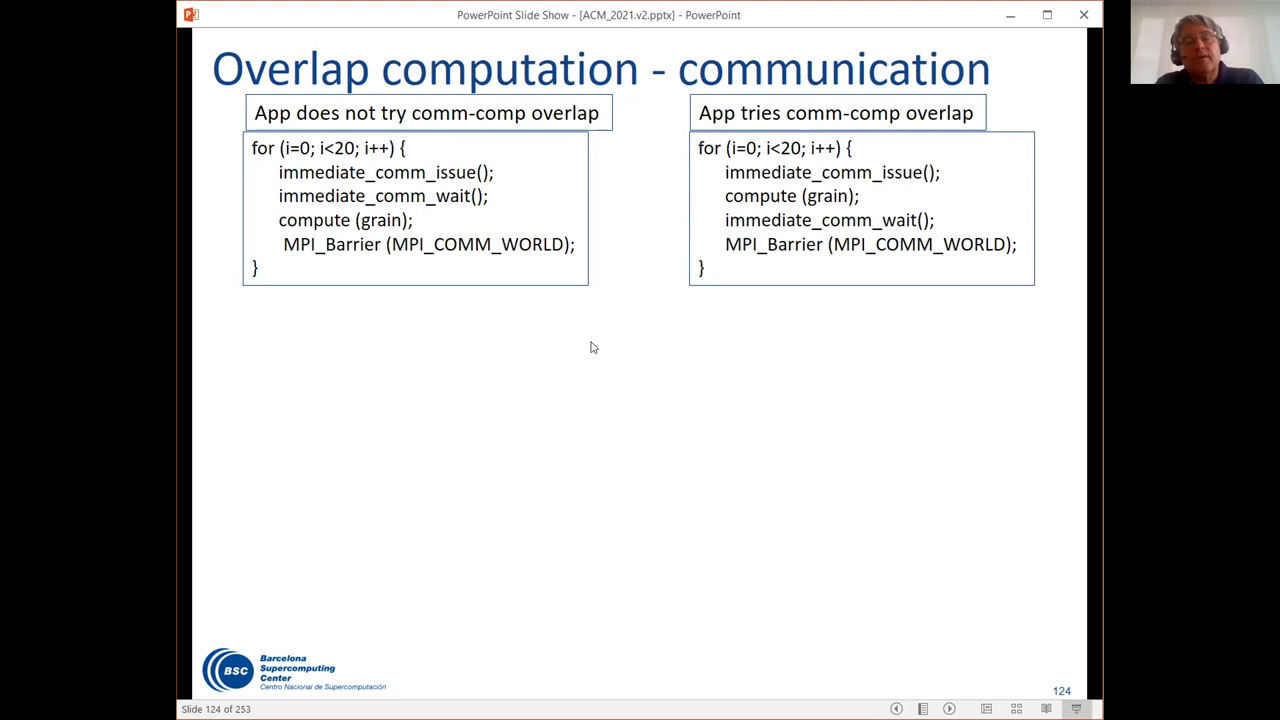 PowerPoint Slide Show - [ACM_2021.v2.pptx] - PowerPoint
Overlap computation - communication
App does not try comm-comp overlap
for (i=0; i<20; i++) {
immediate_comm_issue();
immediate_comm_wait();
compute (grain);
MPI_Barrier (MPI_COMM_WORLD);
}
App tries comm-comp overlap
for (i=0; i<20; i++) {
immediate_comm_issue();
compute (grain);
immediate_comm_wait();
MPI_Barrier (MPI_COMM_WORLD);
}
BSC
Barcelona
Supercomputing
Center
Centro Nacional de Supercomputación
124
Slide 124 of 253